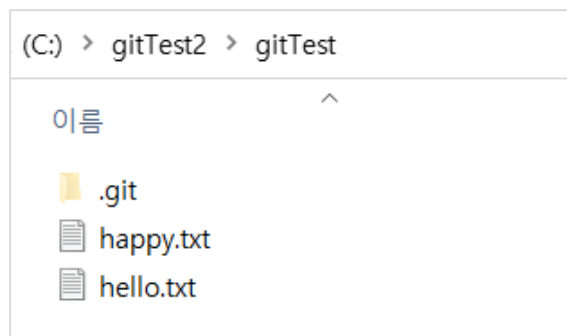 (C:) > gitTest2 > gitTest
이름
.git
happy.txt
hello.txt